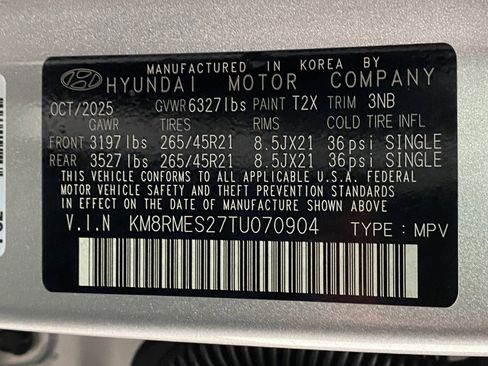 MANUFACTURED IN KOREA BY
HYUNDAI MOTOR COMPANY
OCT/2025 GVWR 6327lbs PAINT T2X TRIM 3NB
GAWR TIRES RIMS COLD TIRE INFL
FRONT 3197lbs 265/45R21 8.5JX21 36psi SINGLE
REAR 3527lbs 265/45R21 8.5JX21 36psi SINGLE
THIS VEHICLE CONFORMS TO ALL APPLICABLE U.S.A. FEDERAL
MOTOR VEHICLE SAFETY, BUMPER, AND THEFT PREVENTION STANDARDS
IN EFFECT ON THE DATE OF MANUFACTURE SHOWN ABOVE
V.I.N KM8RMES27TU070904 TYPE : MPV